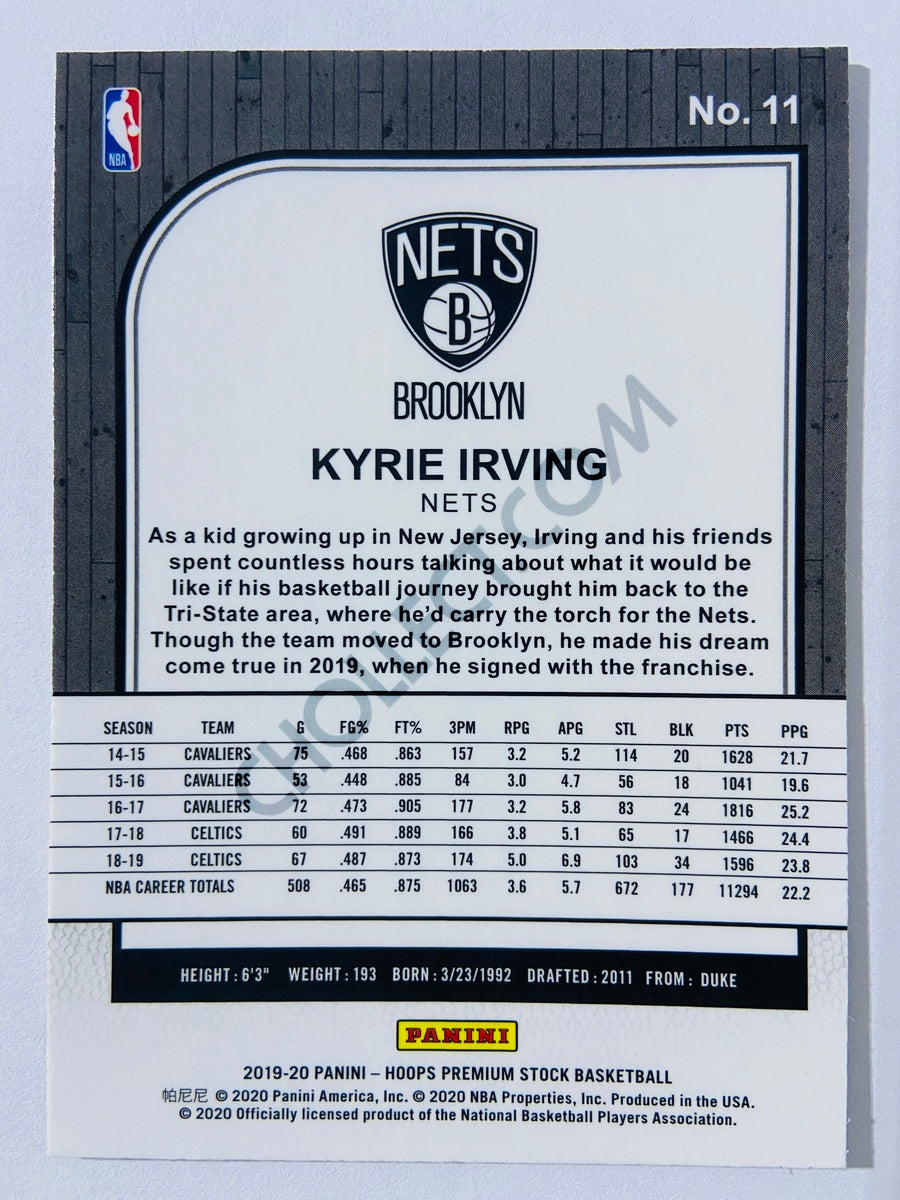 NBA
No. 11
NETS
B
BROOKLYN
KYRIE IRVING
NETS
As a kid growing up in New Jersey, Irving and his friends
spent countless hours talking about what it would be
like if his basketball journey brought him back to the
Tri-State area, where he'd carry the torch for the Nets.
Though the team moved to Brooklyn, he made his dream
come true in 2019, when he signed with the franchise.
CHOLLECT.COM
SEASON TEAM G FG% FT% 3PM RPG APG STL BLK PTS PPG
14-15 CAVALIERS 75 .468 .863 157 3.2 5.2 114 20 1628 21.7
15-16 CAVALIERS 53 .448 .885 84 3.0 4.7 56 18 1041 19.6
16-17 CAVALIERS 72 .473 .905 177 3.2 5.8 83 24 1816 25.2
17-18 CELTICS 60 .491 .889 166 3.8 5.1 65 17 1466 24.4
18-19 CELTICS 67 .487 .873 174 5.0 6.9 103 34 1596 23.8
NBA CAREER TOTALS 508 .465 .875 1063 3.6 5.7 672 177 11294 22.2
HEIGHT: 6'3" WEIGHT: 193 BORN: 3/23/1992 DRAFTED: 2011 FROM: DUKE
PANINI
2019-20 PANINI – HOOPS PREMIUM STOCK BASKETBALL
帕尼尼 © 2020 Panini America, Inc. © 2020 NBA Properties, Inc. Produced in the USA.
© 2020 Officially licensed product of the National Basketball Players Association.